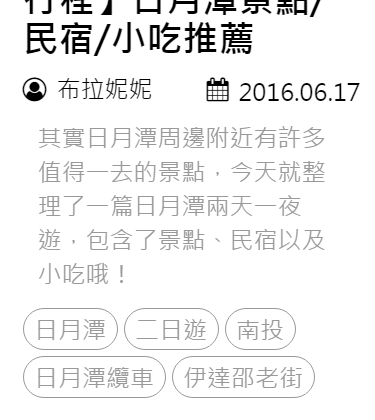 行程】日月潭景點/
民宿/小吃推薦
布拉妮妮 2016.06.17
其實日月潭周邊附近有許多
值得一去的景點，今天就整
理了一篇日月潭兩天一夜
遊，包含了景點、民宿以及
小吃哦！
日月潭 二日遊 南投
日月潭纜車 伊達邵老街